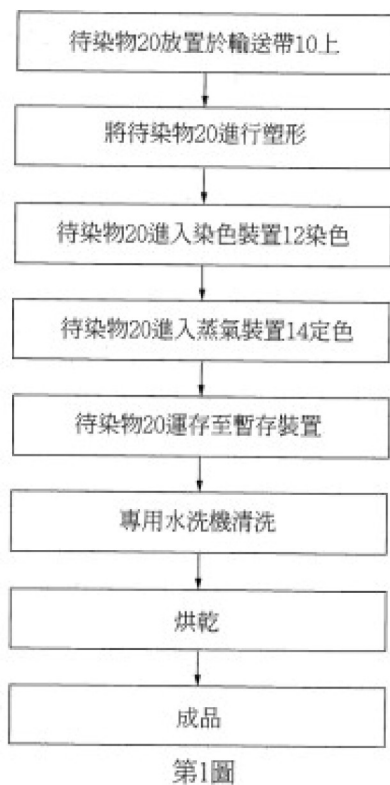 待染物20放置於輸送帶10上
將待染物20進行塑形
待染物20進入染色裝置12染色
待染物20進入蒸氣裝置14定色
待染物20運存至暫存裝置
專用水洗機清洗
烘乾
成品
第1圖